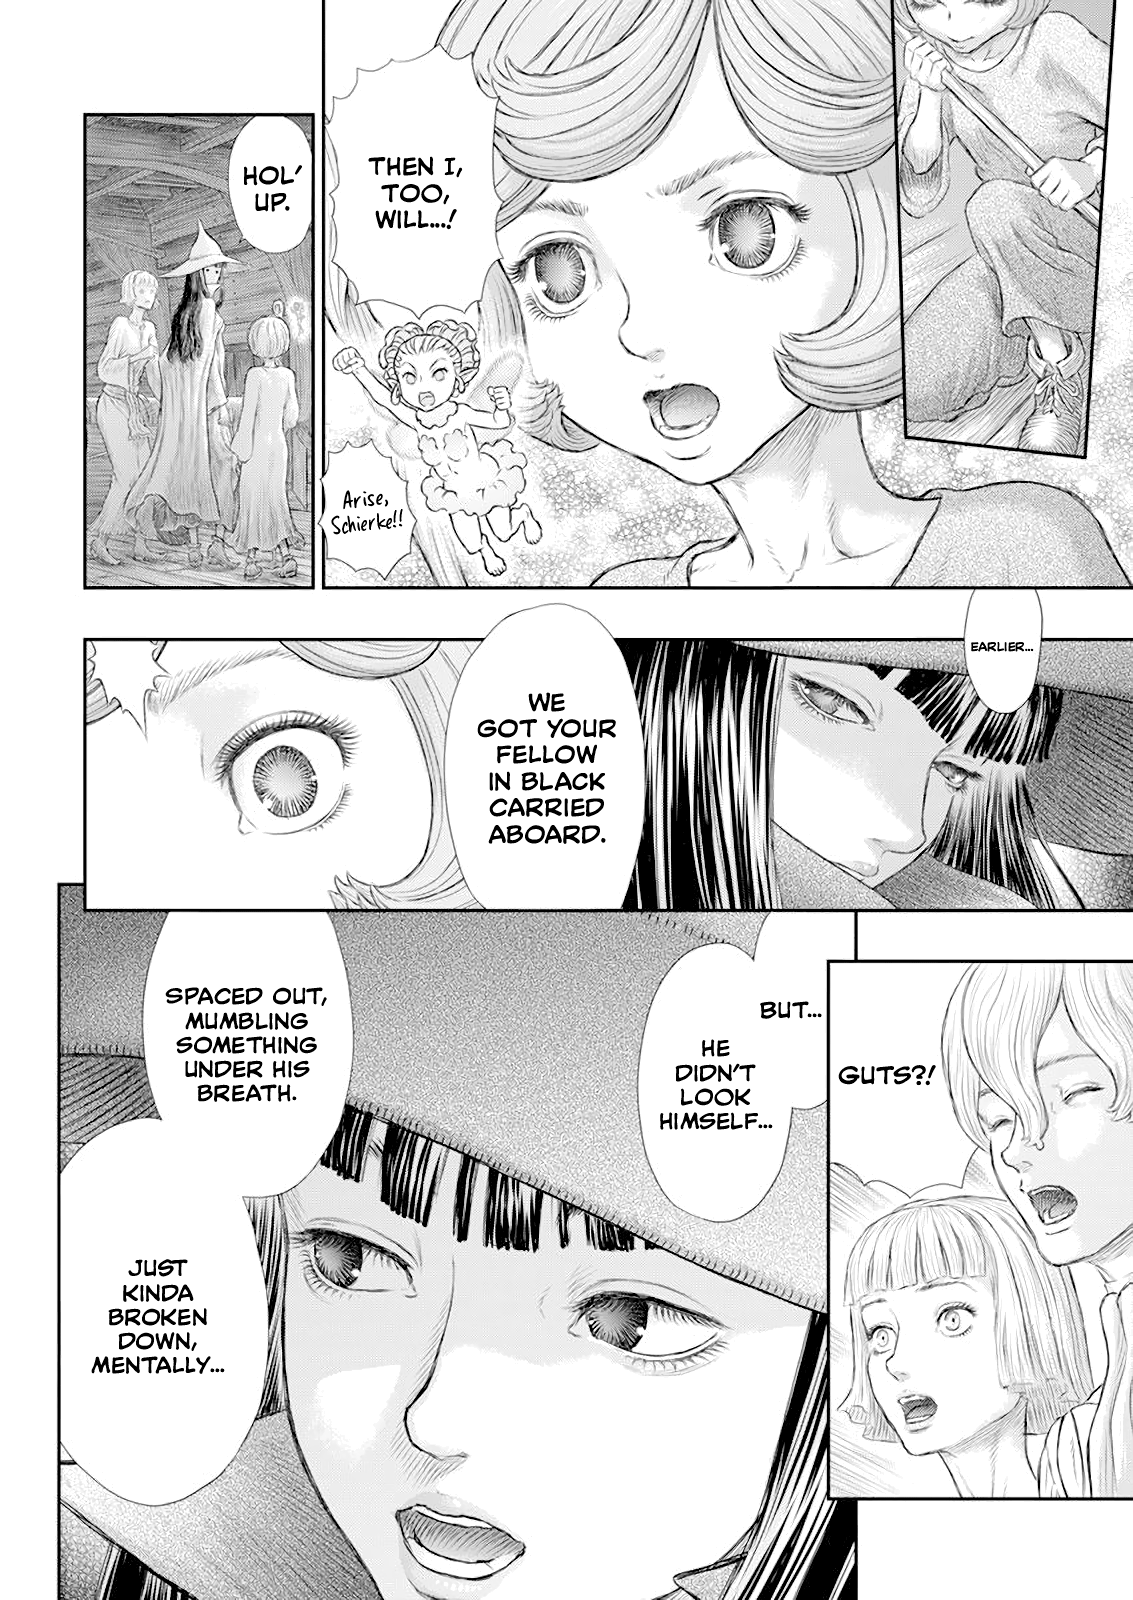 THEN I,
TOO,
WILL...!
Arise,
Schierke!!
HOL'
UP.
EARLIER...
WE
GOT YOUR
FELLOW
IN BLACK
CARRIED
ABOARD.
GUTS?!
BUT...
HE
DIDN'T
LOOK
HIMSELF...
SPACED OUT,
MUMBLING
SOMETHING
UNDER HIS
BREATH.
JUST
KINDA
BROKEN
DOWN,
MENTALLY...